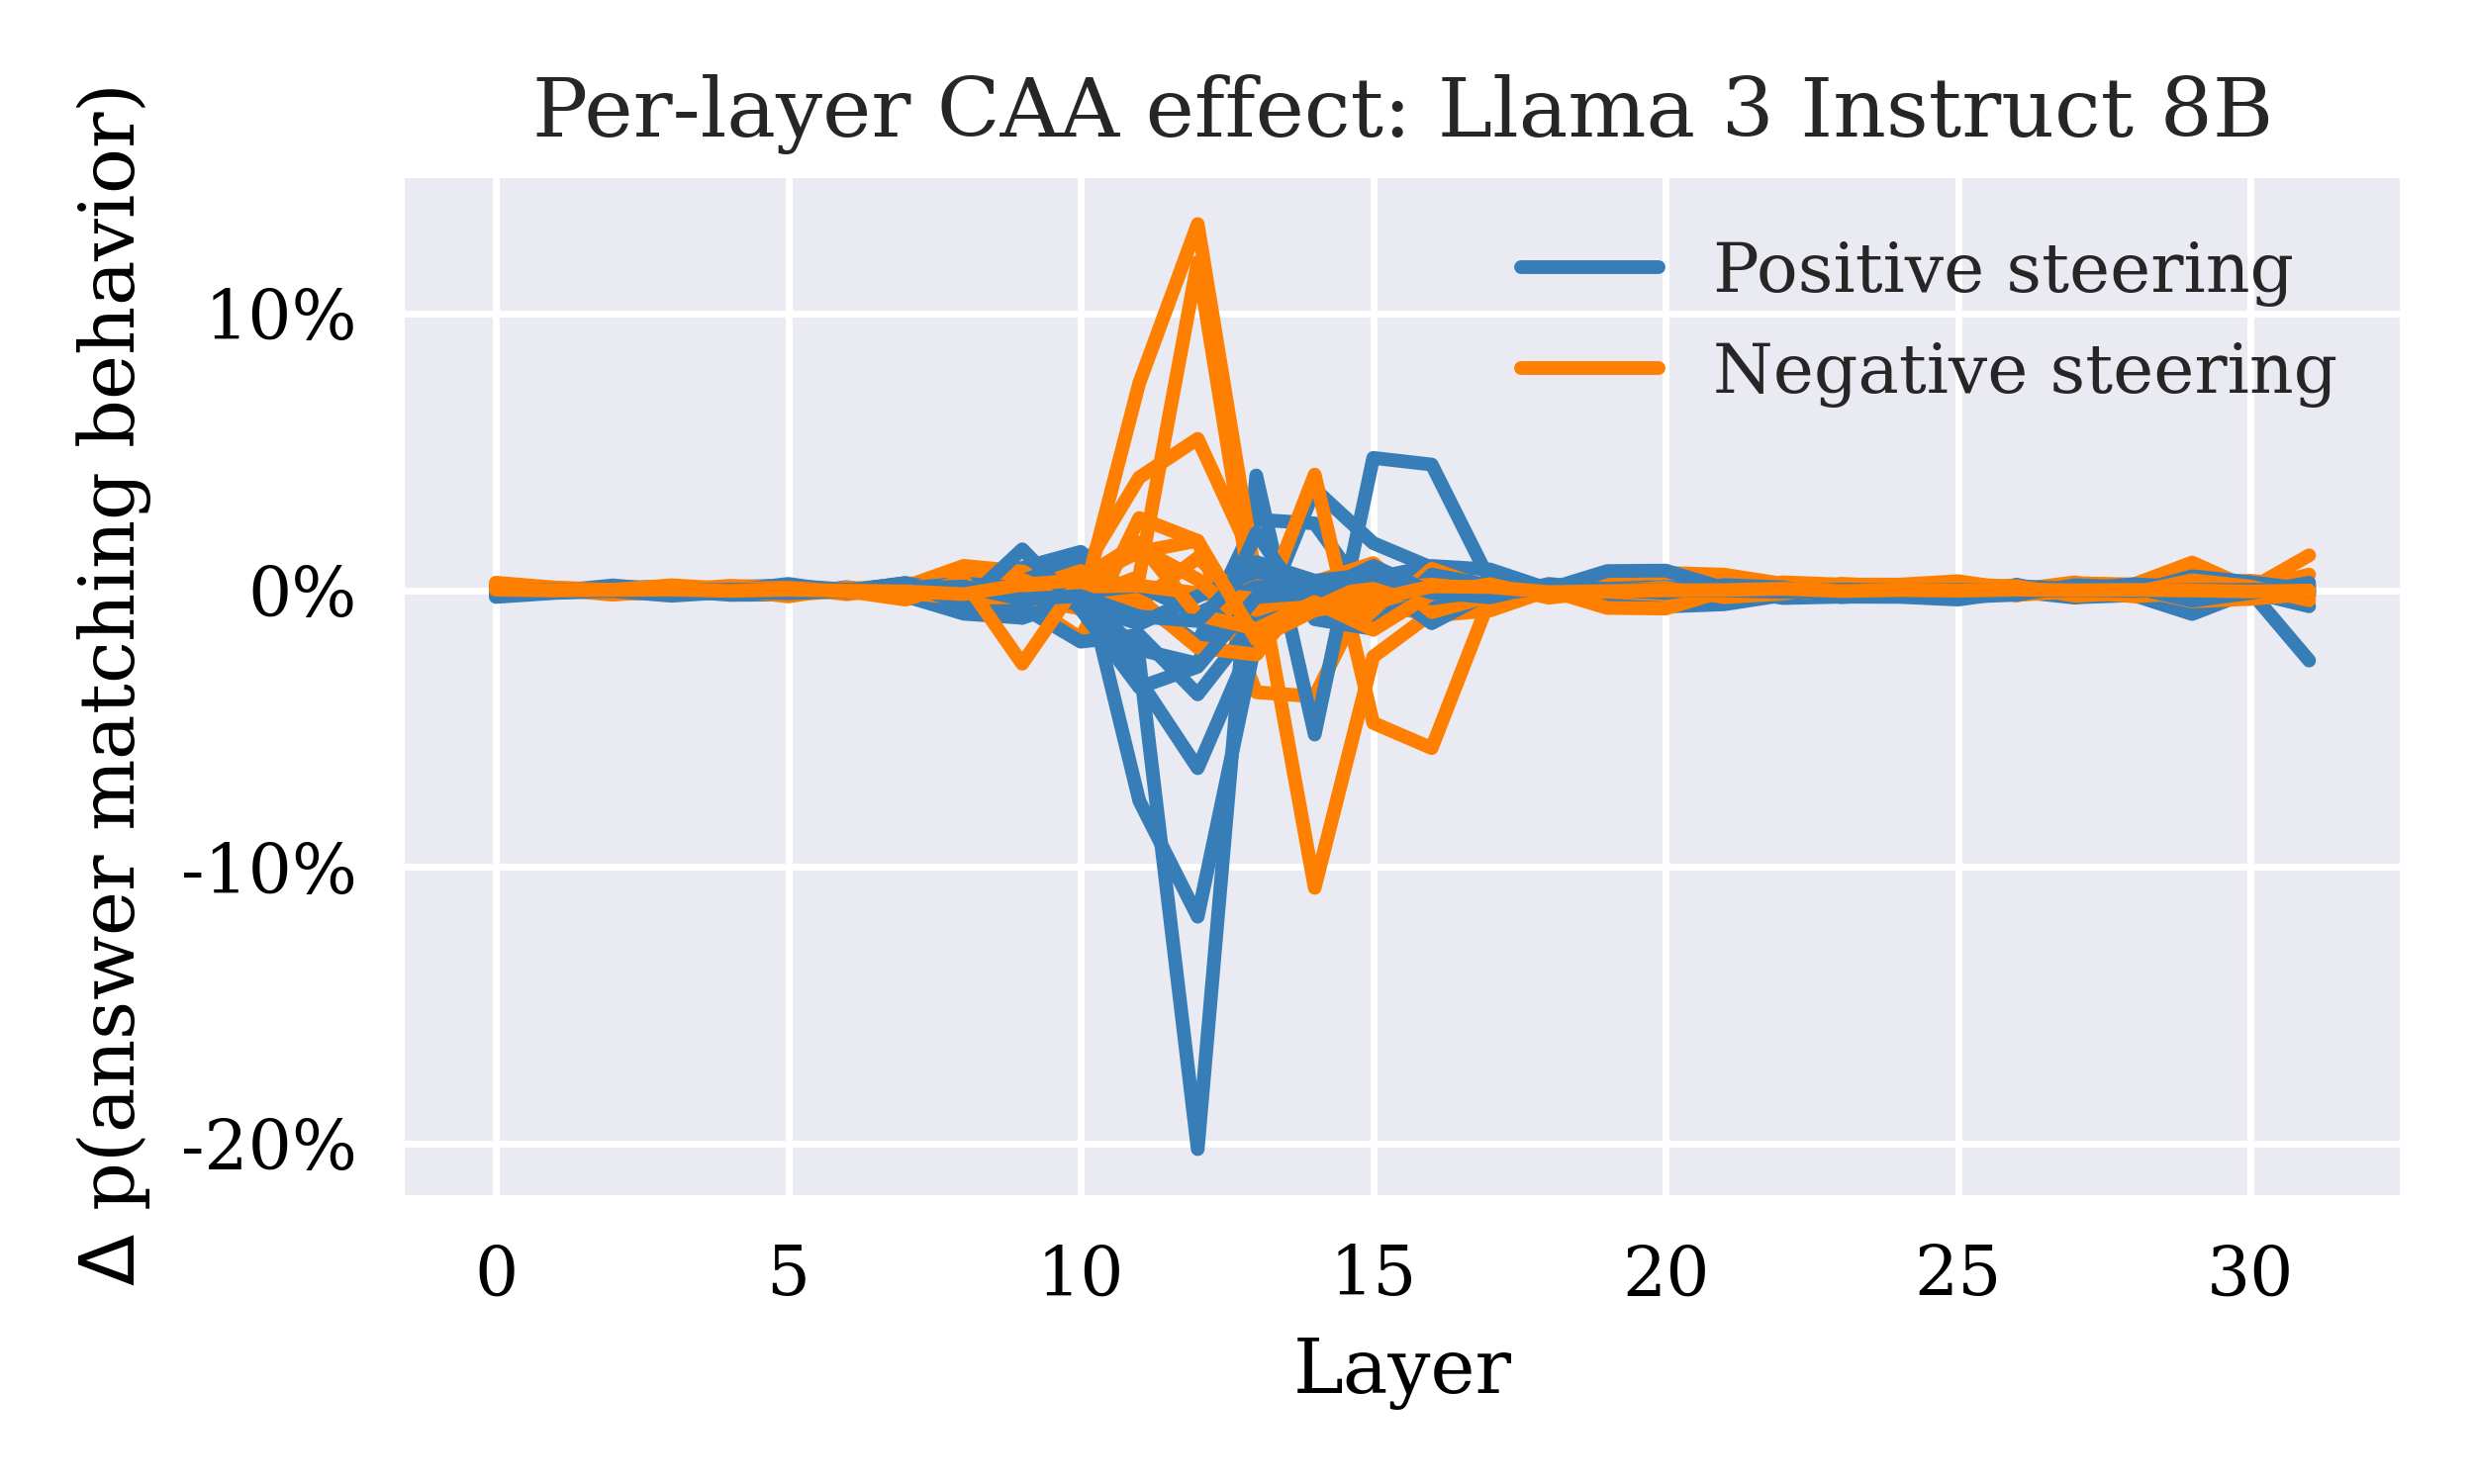 Per-layer CAA effect: Llama 3 Instruct 8B
Δ p(answer matching behavior)
10%
0%
-10%
-20%
Positive steering
Negative steering
0 5 10 15 20 25 30
Layer